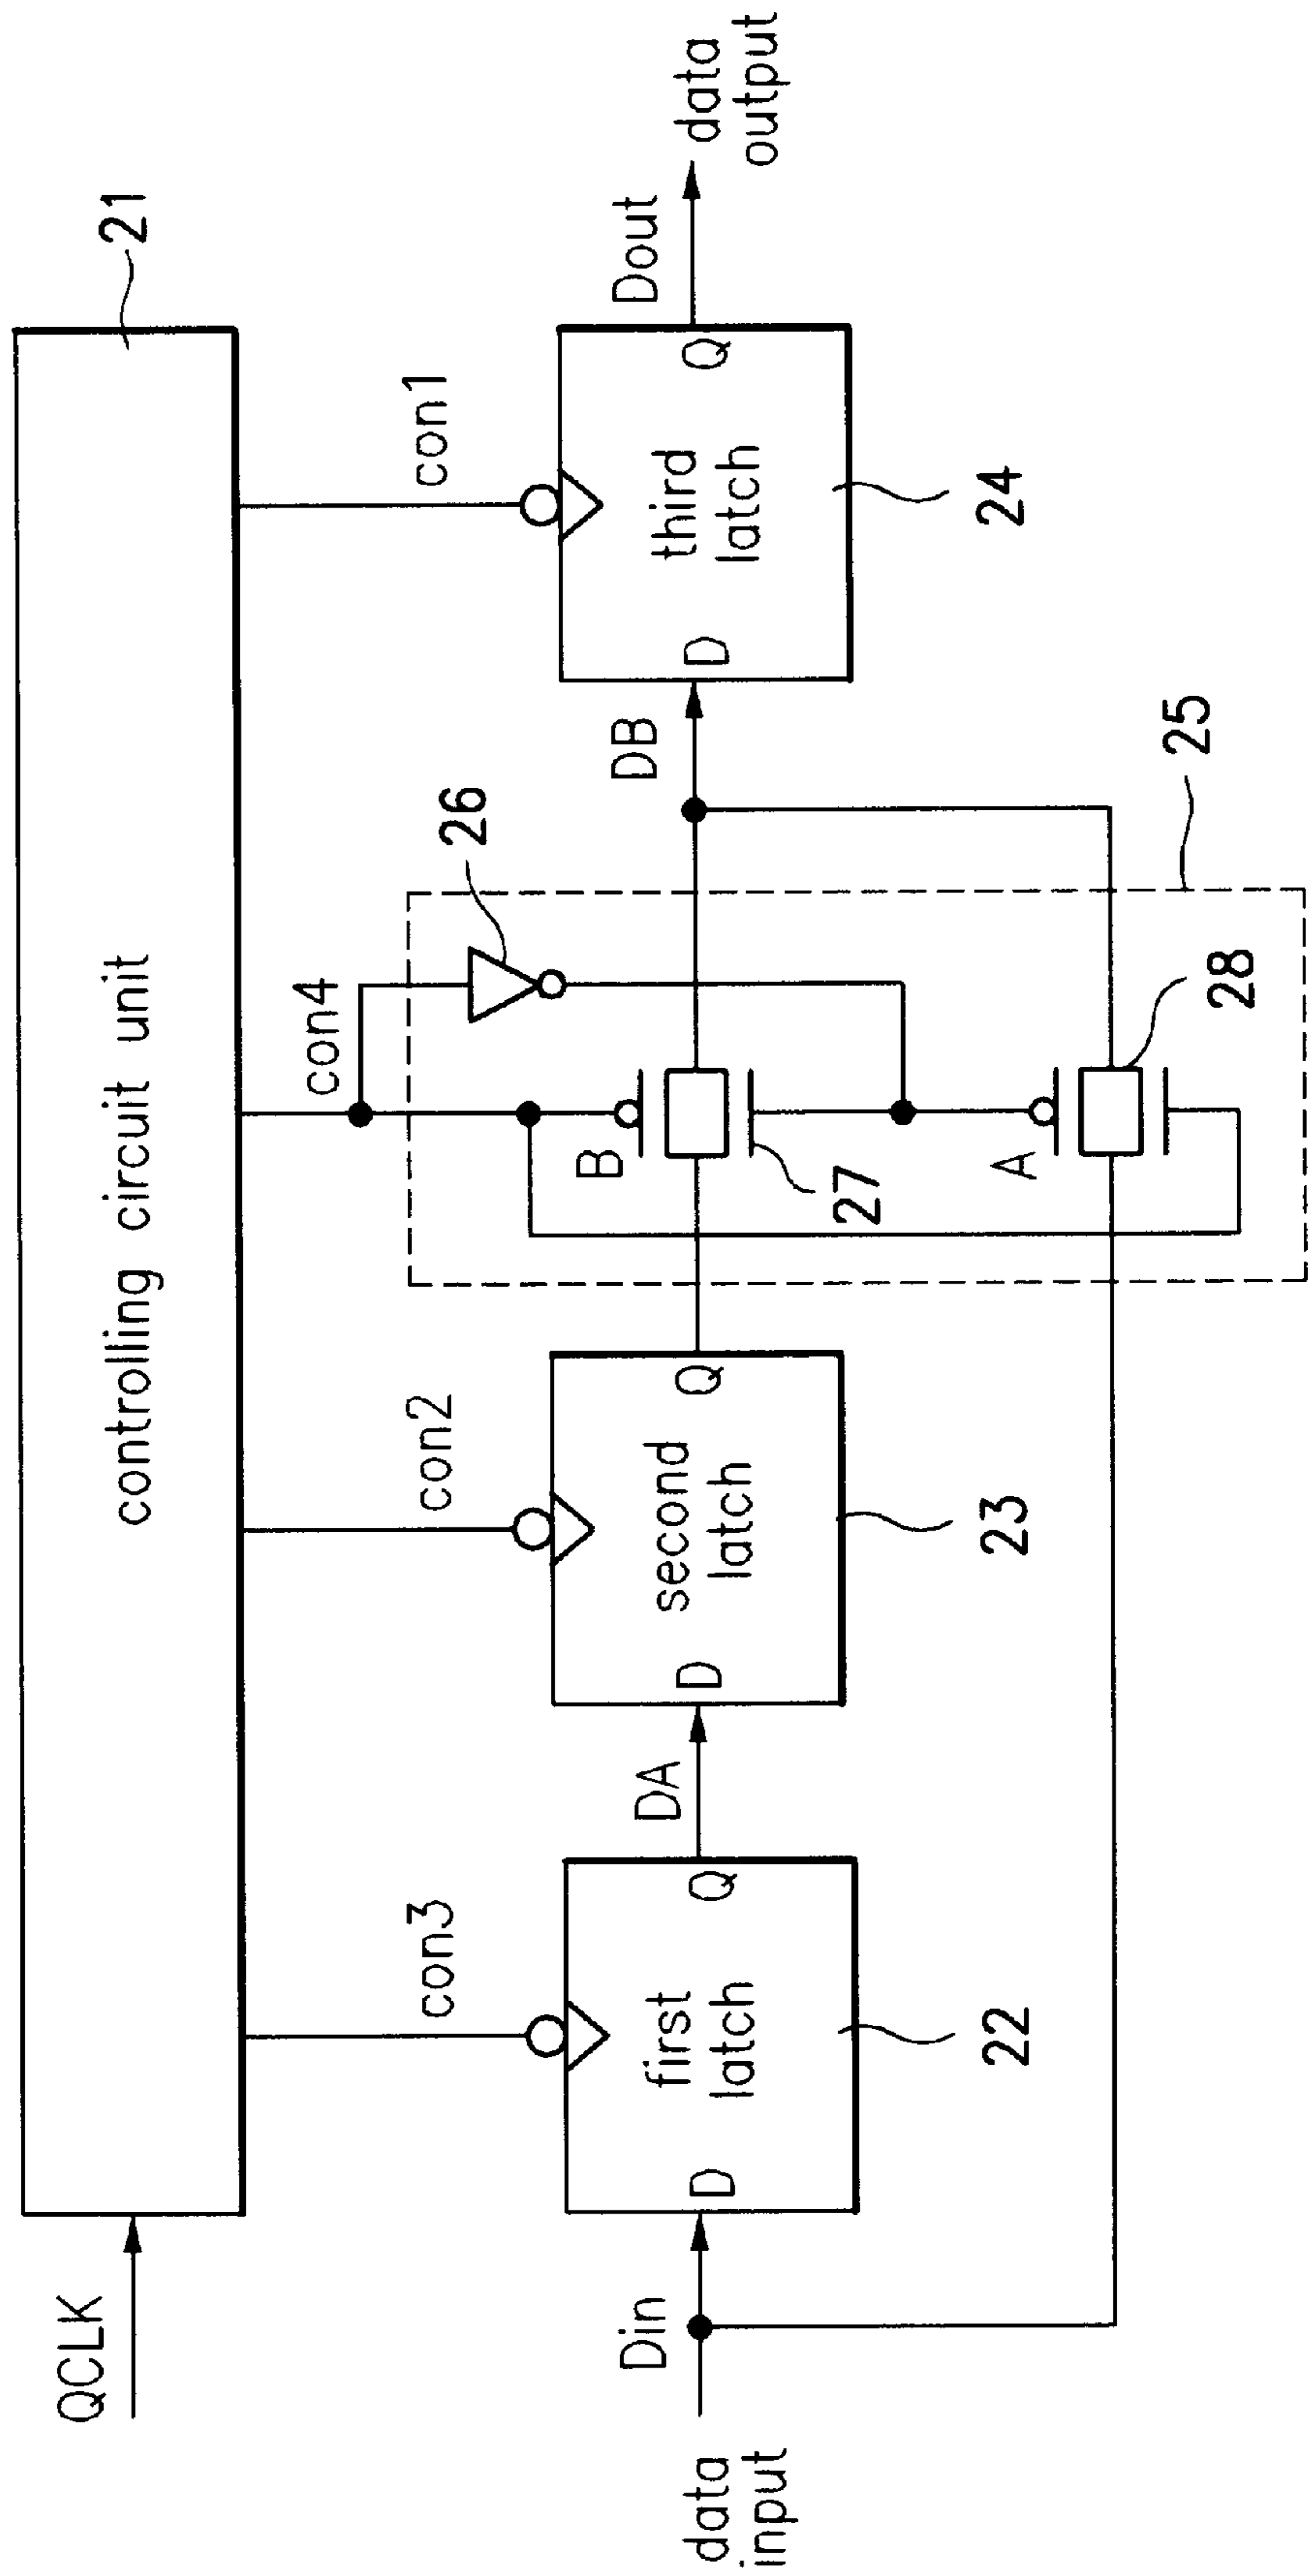 QCLK
controlling circuit unit
21
con3
con2
con4
con1
26
data
input
Din
D
first
latch
Q
22
DA
D
second
latch
Q
23
B
27
A
28
25
DB
D
third
latch
Q
24
Dout
data
output